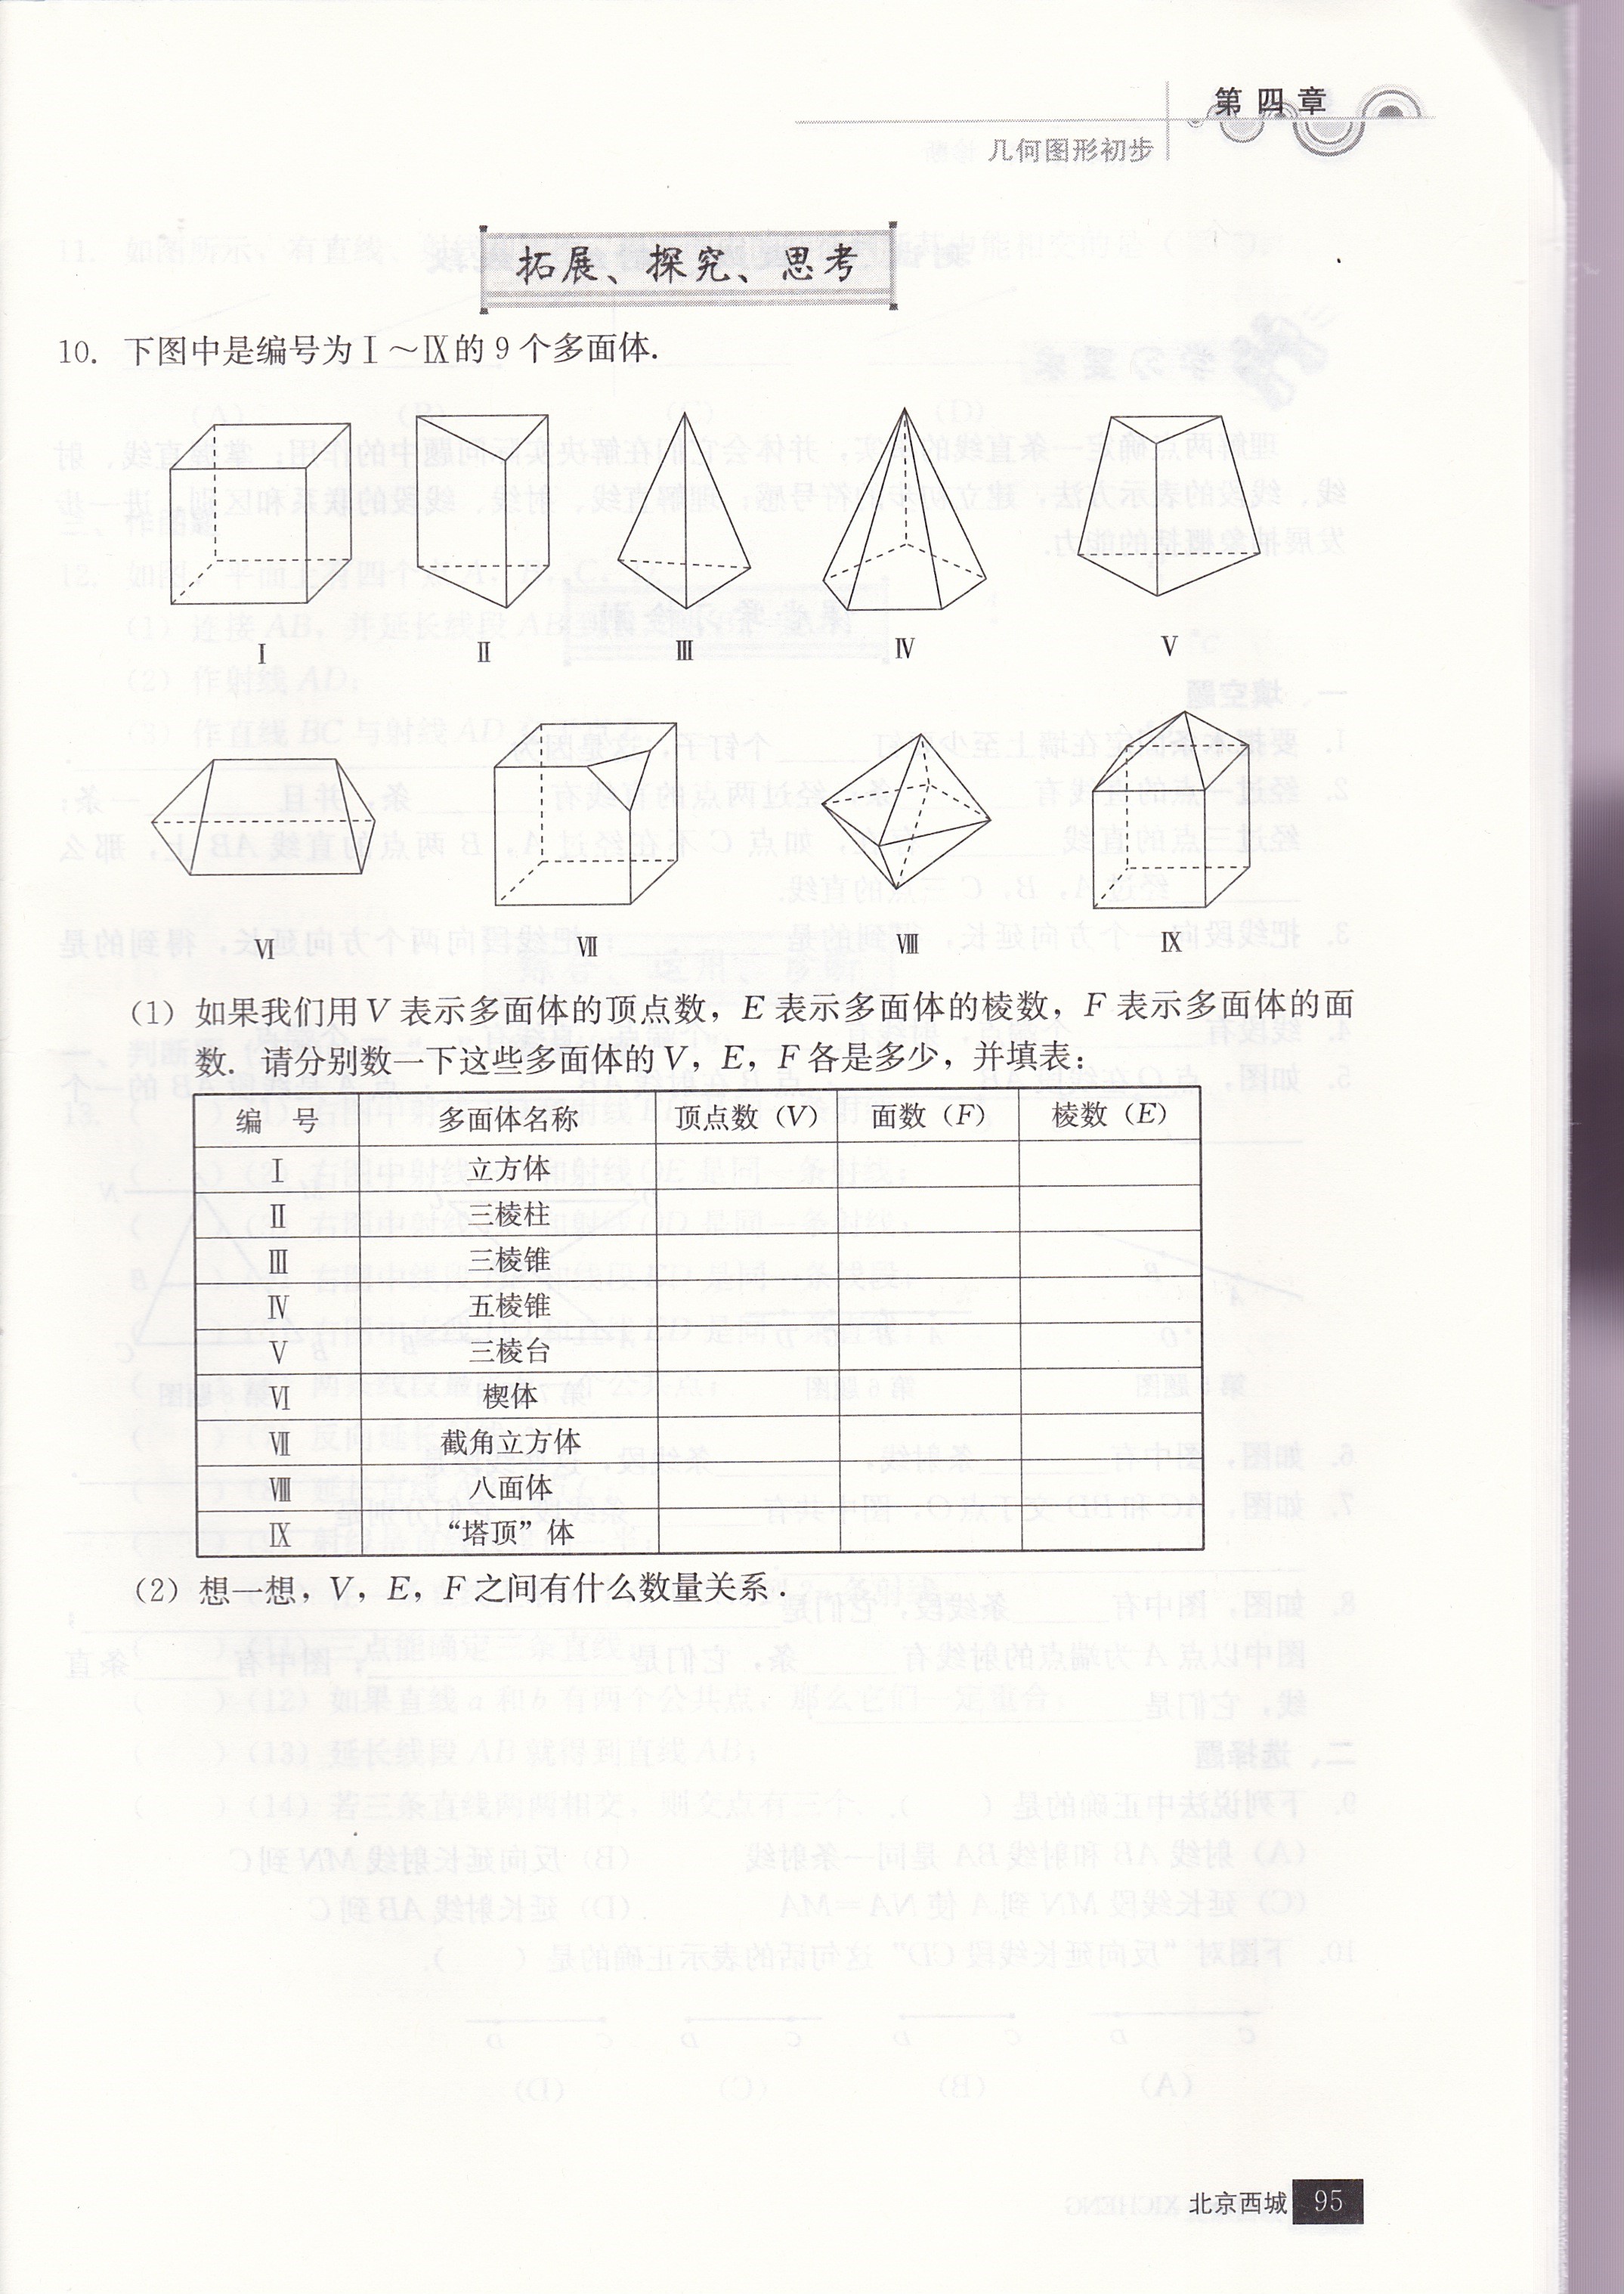 第四章
几何图形初步
拓展、探究、思考
10. 下图中是编号为Ⅰ～Ⅸ的 9 个多面体.
Ⅰ Ⅱ Ⅲ Ⅳ Ⅴ
Ⅵ Ⅶ Ⅷ Ⅸ
(1) 如果我们用 V 表示多面体的顶点数，E 表示多面体的棱数，F 表示多面体的面
数. 请分别数一下这些多面体的 V，E，F 各是多少，并填表：
编 号 多面体名称 顶点数（V） 面数（F） 棱数（E）
Ⅰ 立方体
Ⅱ 三棱柱
Ⅲ 三棱锥
Ⅳ 五棱锥
Ⅴ 三棱台
Ⅵ 楔体
Ⅶ 截角立方体
Ⅷ 八面体
Ⅸ “塔顶”体
(2) 想一想，V，E，F 之间有什么数量关系.
北京西城 95